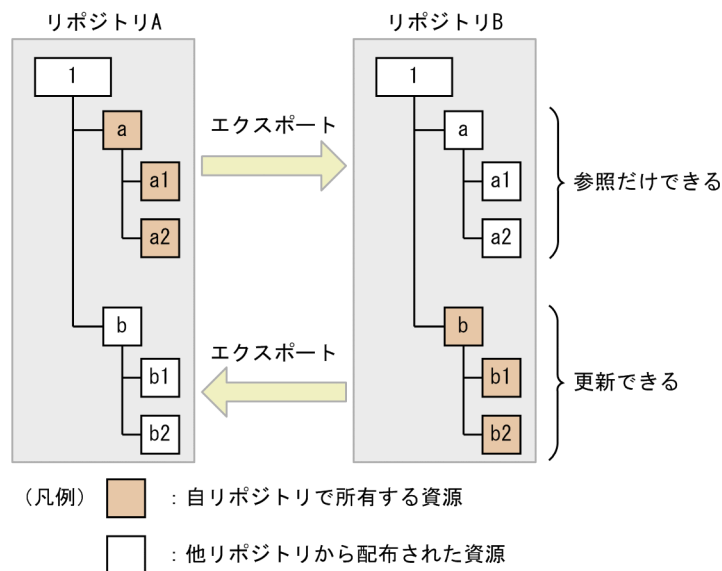 リポジトリA
リポジトリB
1
1
a
エクスポート
a
a1
a1
参照だけできる
a2
a2
b
b
エクスポート
b1
b1
更新できる
b2
b2
（凡例）
：自リポジトリで所有する資源
：他リポジトリから配布された資源